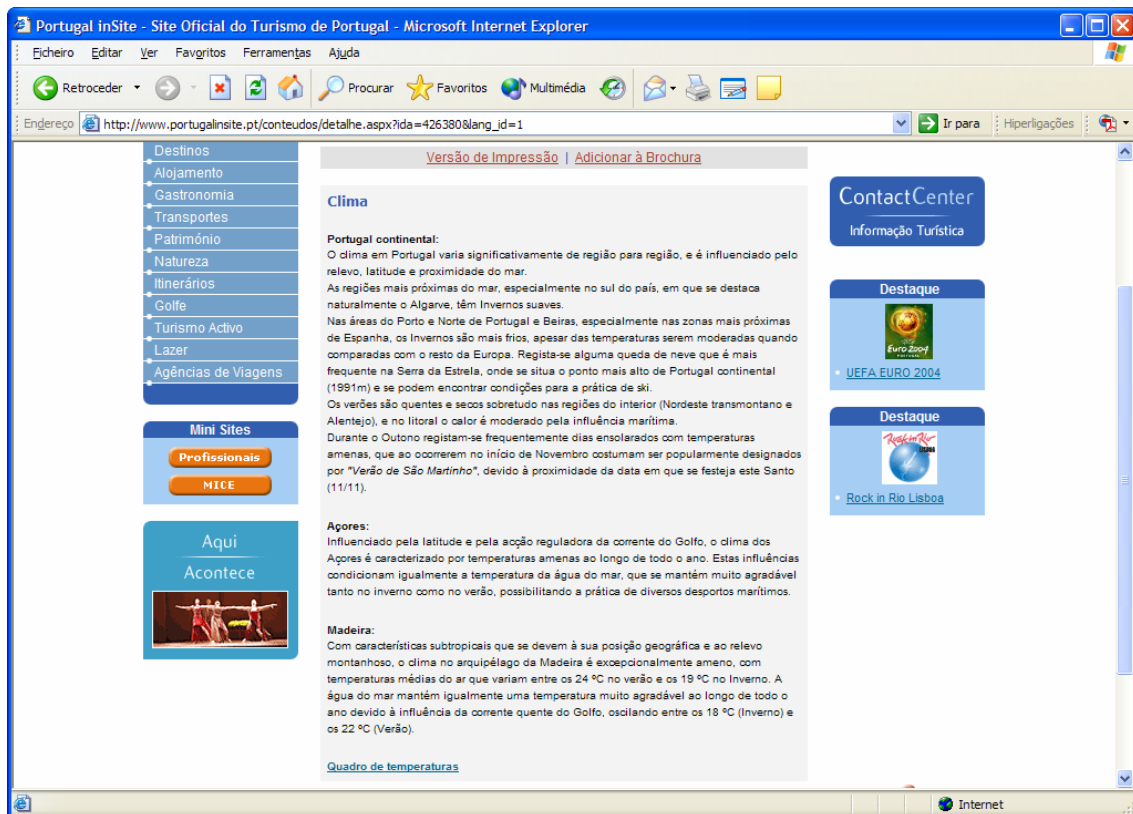 Portugal inSite - Site Oficial do Turismo de Portugal - Microsoft Internet Explorer
Ficheiro Editar Ver Favoritos Ferramentas Ajuda
Retroceder Procurar Favoritos Multimédia
Endereço http://www.portugalinsite.pt/conteudos/detalhe.aspx?ida=426380&lang_id=1 Ir para Hiperligações
Destinos
Alojamento
Gastronomia
Transportes
Património
Natureza
Itinerários
Golfe
Turismo Activo
Lazer
Agências de Viagens
Mini Sites
Profissionais
MICE
Aqui
Acontece
Versão de Impressão | Adicionar à Brochura
Clima
Portugal continental:
O clima em Portugal varia significativamente de região para região, e é influenciado pelo
relevo, latitude e proximidade do mar.
As regiões mais próximas do mar, especialmente no sul do país, em que se destaca
naturalmente o Algarve, têm Invernos suaves.
Nas áreas do Porto e Norte de Portugal e Beiras, especialmente nas zonas mais próximas
de Espanha, os Invernos são mais frios, apesar das temperaturas serem moderadas quando
comparadas com o resto da Europa. Regista-se alguma queda de neve que é mais
frequente na Serra da Estrela, onde se situa o ponto mais alto de Portugal continental
(1991m) e se podem encontrar condições para a prática de ski.
Os verões são quentes e secos sobretudo nas regiões do interior (Nordeste transmontano e
Alentejo), e no litoral o calor é moderado pela influência marítima.
Durante o Outono registam-se frequentemente dias ensolarados com temperaturas
amenas, que ao ocorrerem no início de Novembro costumam ser popularmente designados
por "Verão de São Martinho", devido à proximidade da data em que se festeja este Santo
(11/11).
Açores:
Influenciado pela latitude e pela acção reguladora da corrente do Golfo, o clima dos
Açores é caracterizado por temperaturas amenas ao longo de todo o ano. Estas influências
condicionam igualmente a temperatura da água do mar, que se mantém muito agradável
tanto no inverno como no verão, possibilitando a prática de diversos desportos marítimos.
Madeira:
Com características subtropicais que se devem à sua posição geográfica e ao relevo
montanhoso, o clima no arquipélago da Madeira é excepcionalmente ameno, com
temperaturas médias do ar que variam entre os 24 ºC no verão e os 19 ºC no Inverno. A
água do mar mantém igualmente uma temperatura muito agradável ao longo de todo o
ano devido à influência da corrente quente do Golfo, oscilando entre os 18 ºC (Inverno) e
os 22 ºC (Verão).
Quadro de temperaturas
ContactCenter
Informação Turística
Destaque
Euro 2004
UEFA EURO 2004
Destaque
Rock in Rio
Rock in Rio Lisboa
Internet